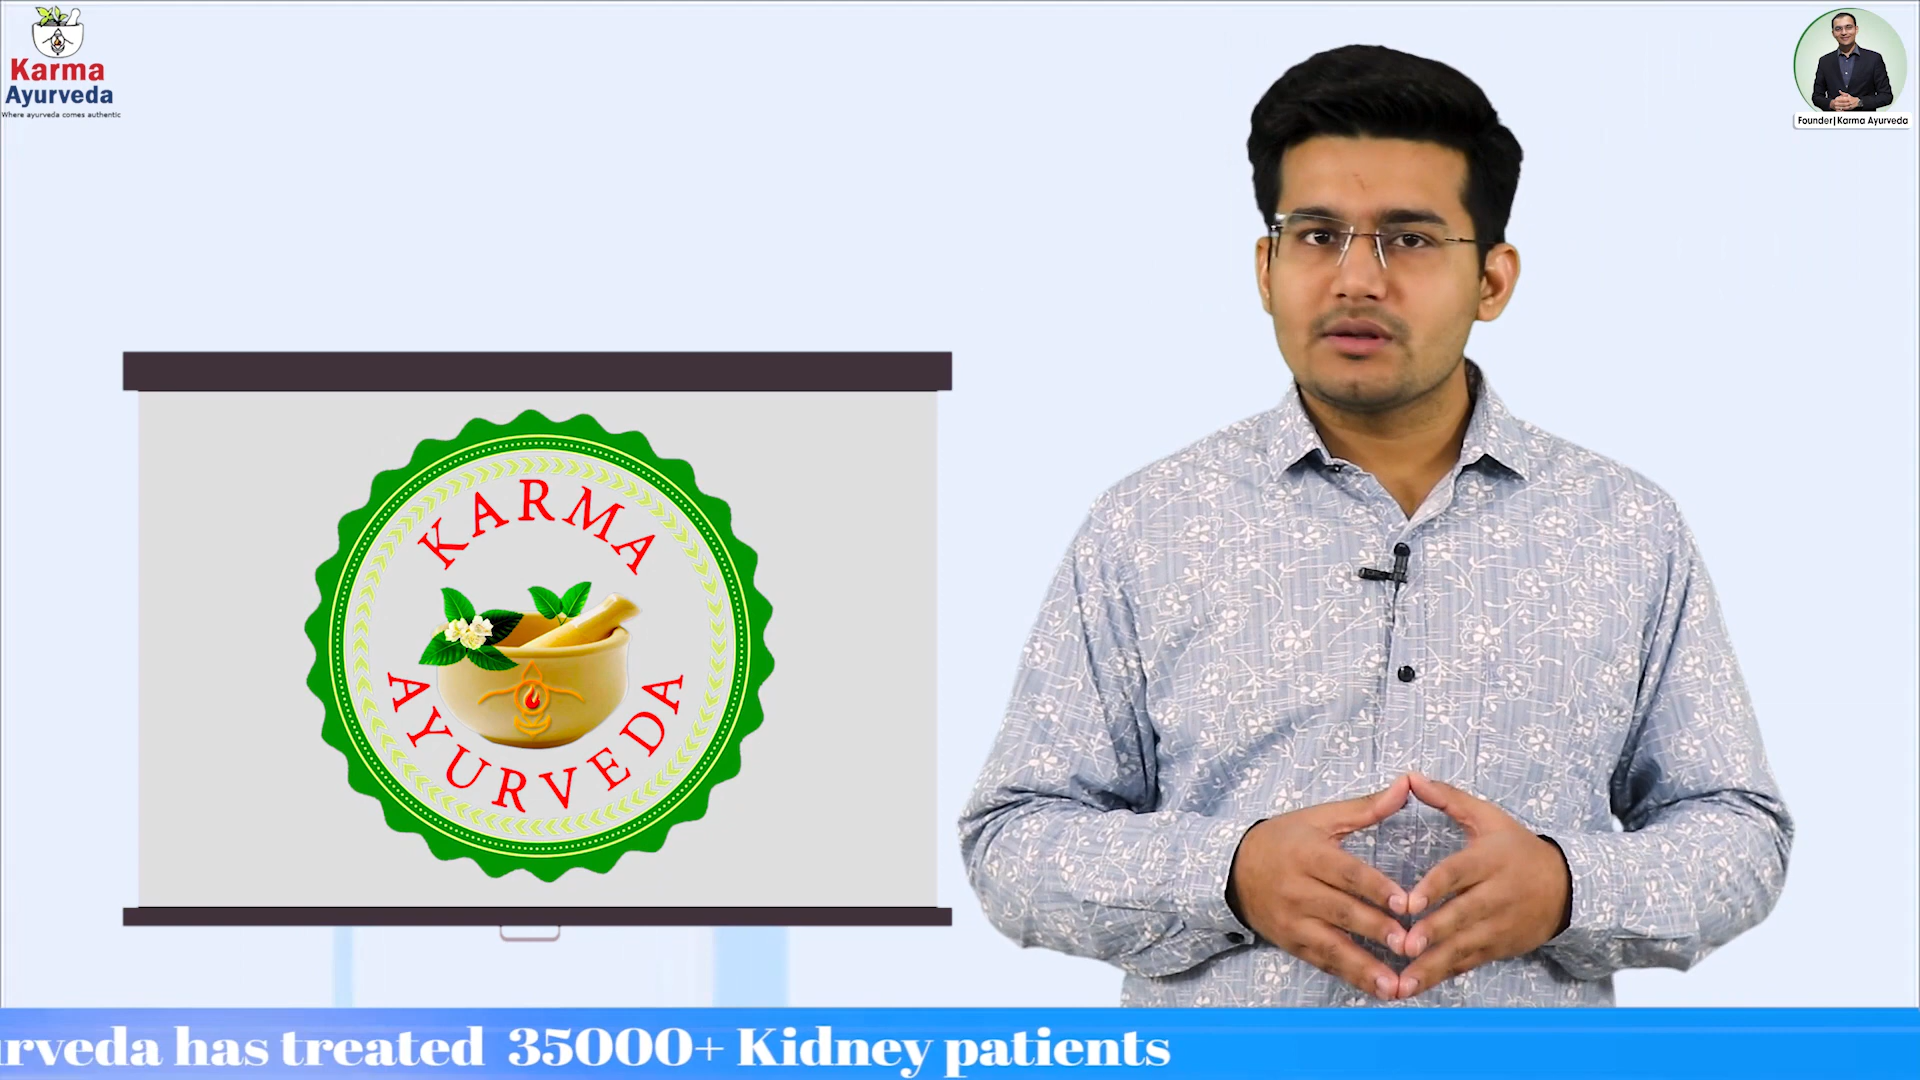 Karma
Ayurveda
Where ayurveda comes authentic
Founder|Karma Ayurveda
KARMA
AYURVEDA
rveda has treated 35000+ Kidney patients